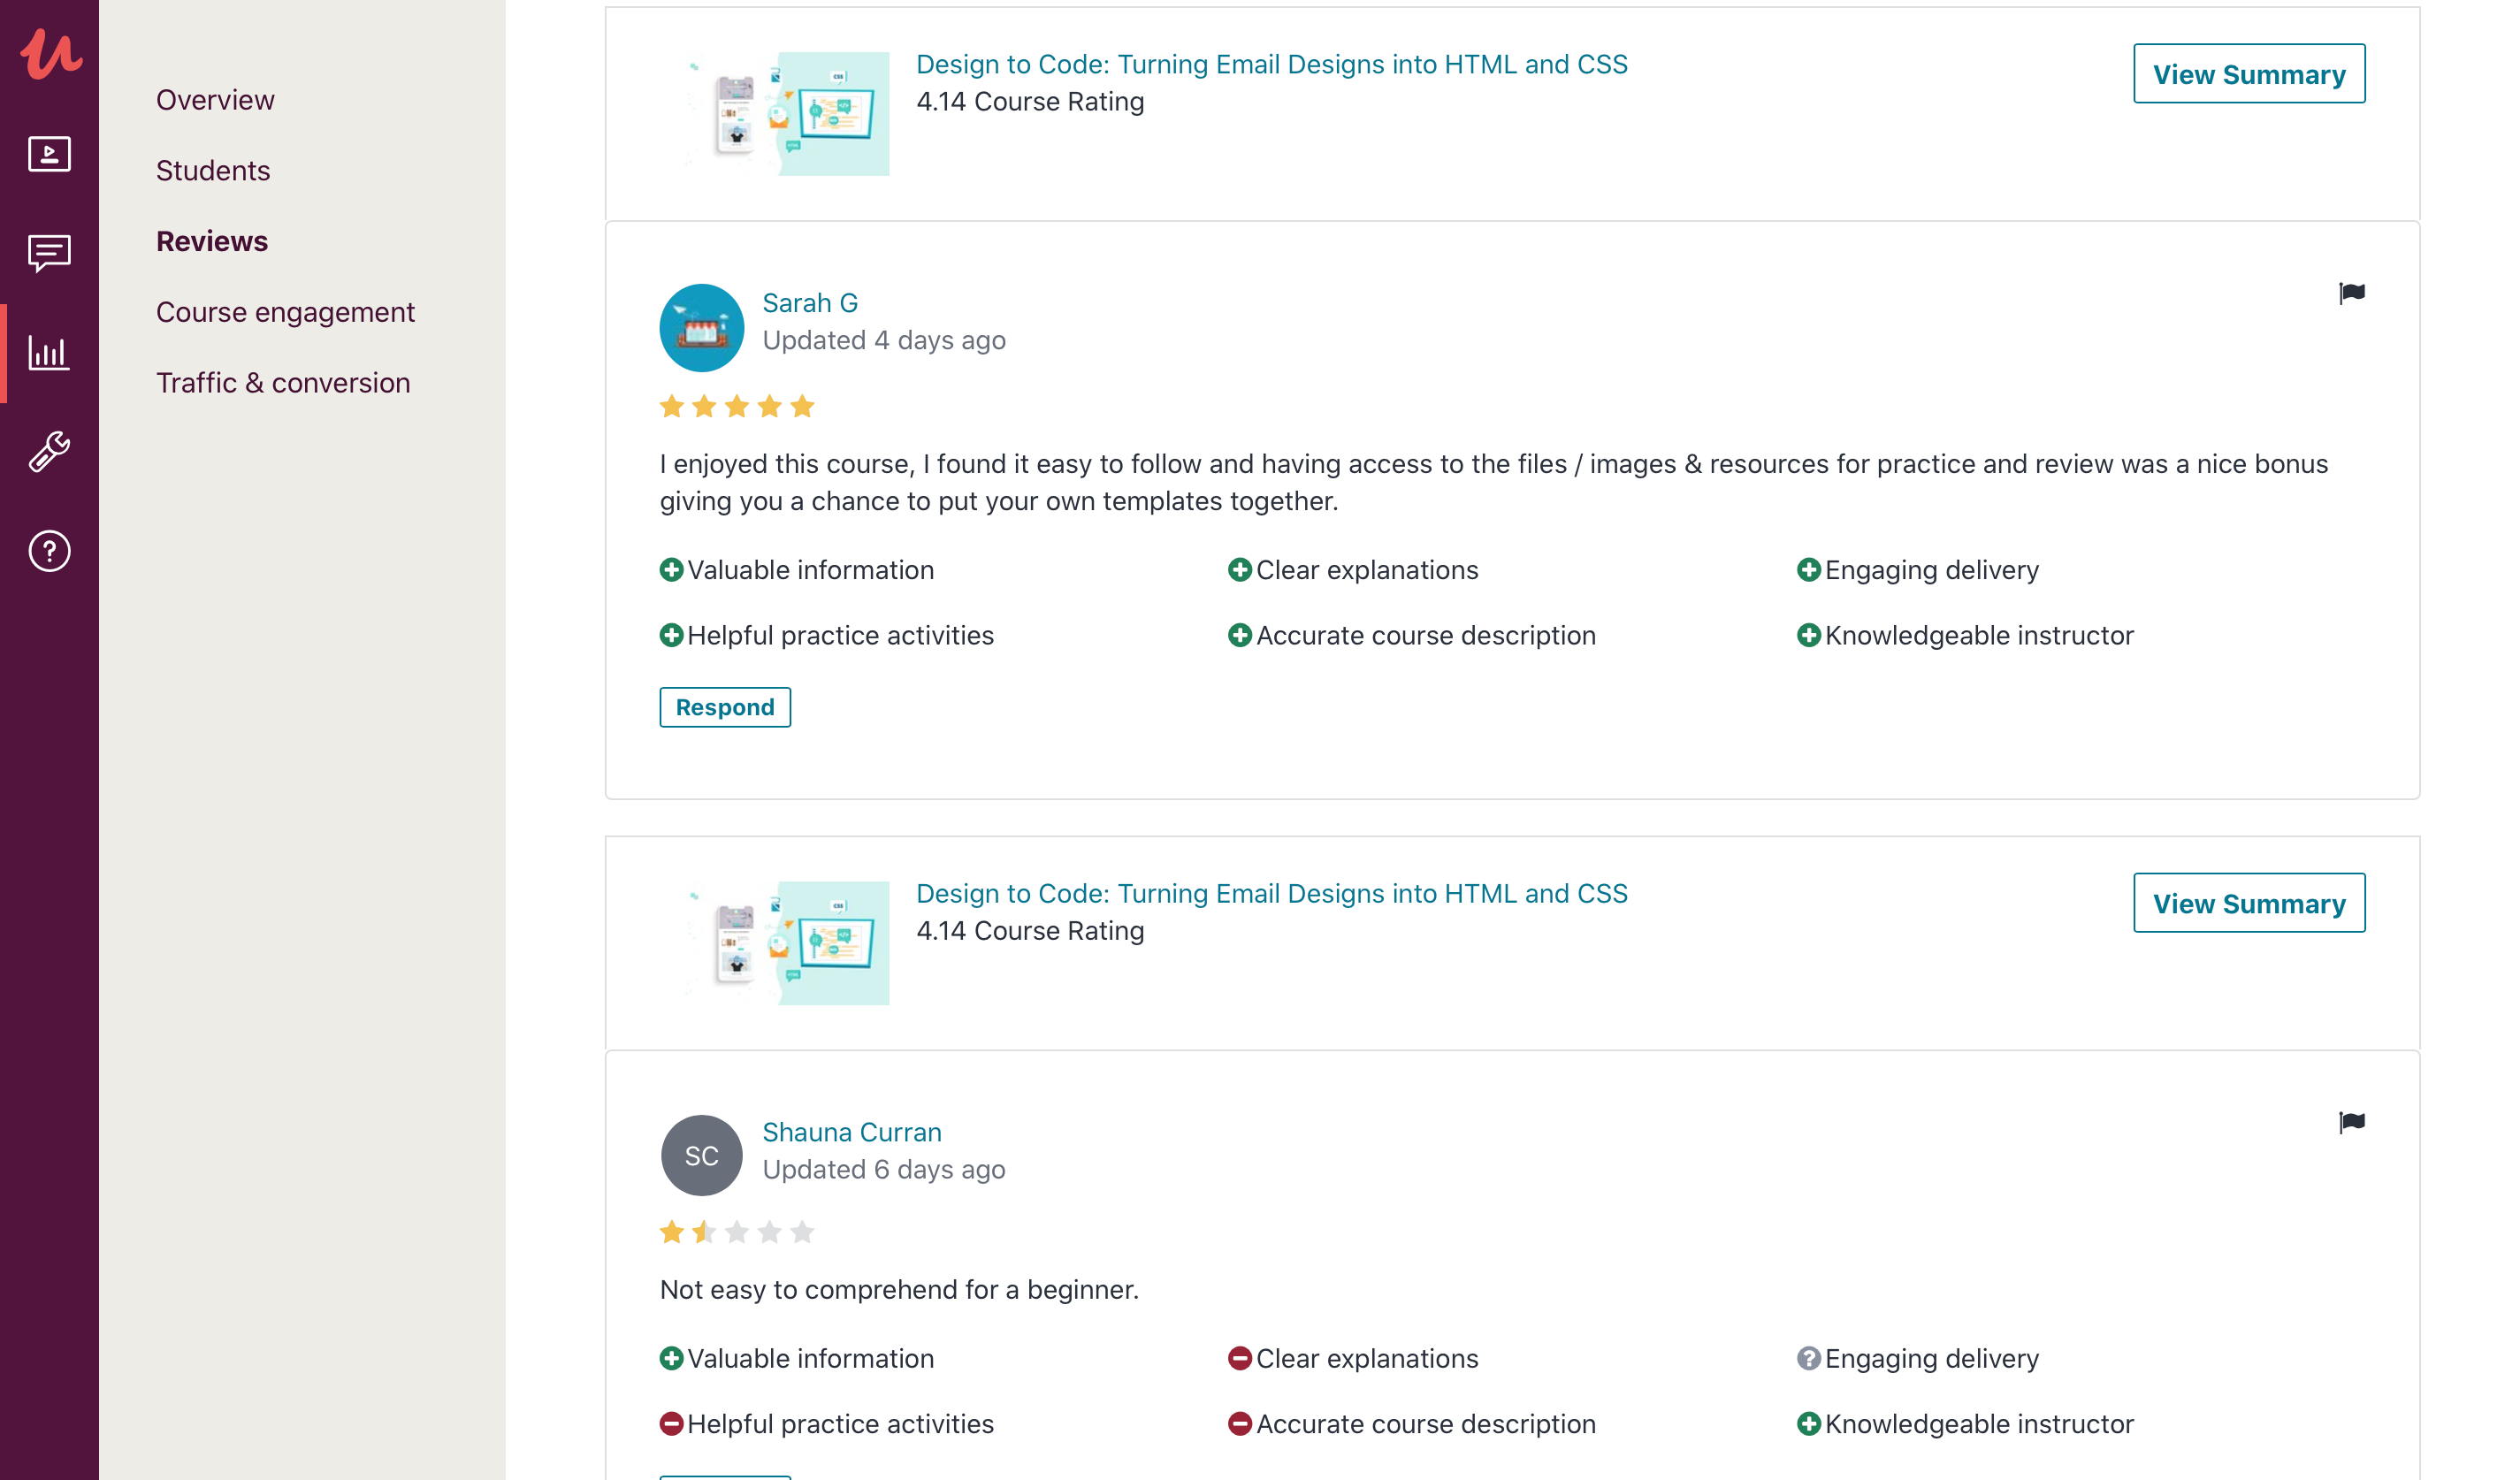 Overview
Students
Reviews
Course engagement
Traffic & conversion
Design to Code: Turning Email Designs into HTML and CSS
4.14 Course Rating
View Summary
Sarah G
Updated 4 days ago
I enjoyed this course, I found it easy to follow and having access to the files / images & resources for practice and review was a nice bonus
giving you a chance to put your own templates together.
Valuable information
Clear explanations
Engaging delivery
Helpful practice activities
Accurate course description
Knowledgeable instructor
Respond
Design to Code: Turning Email Designs into HTML and CSS
4.14 Course Rating
View Summary
SC
Shauna Curran
Updated 6 days ago
Not easy to comprehend for a beginner.
Valuable information
Clear explanations
Engaging delivery
Helpful practice activities
Accurate course description
Knowledgeable instructor